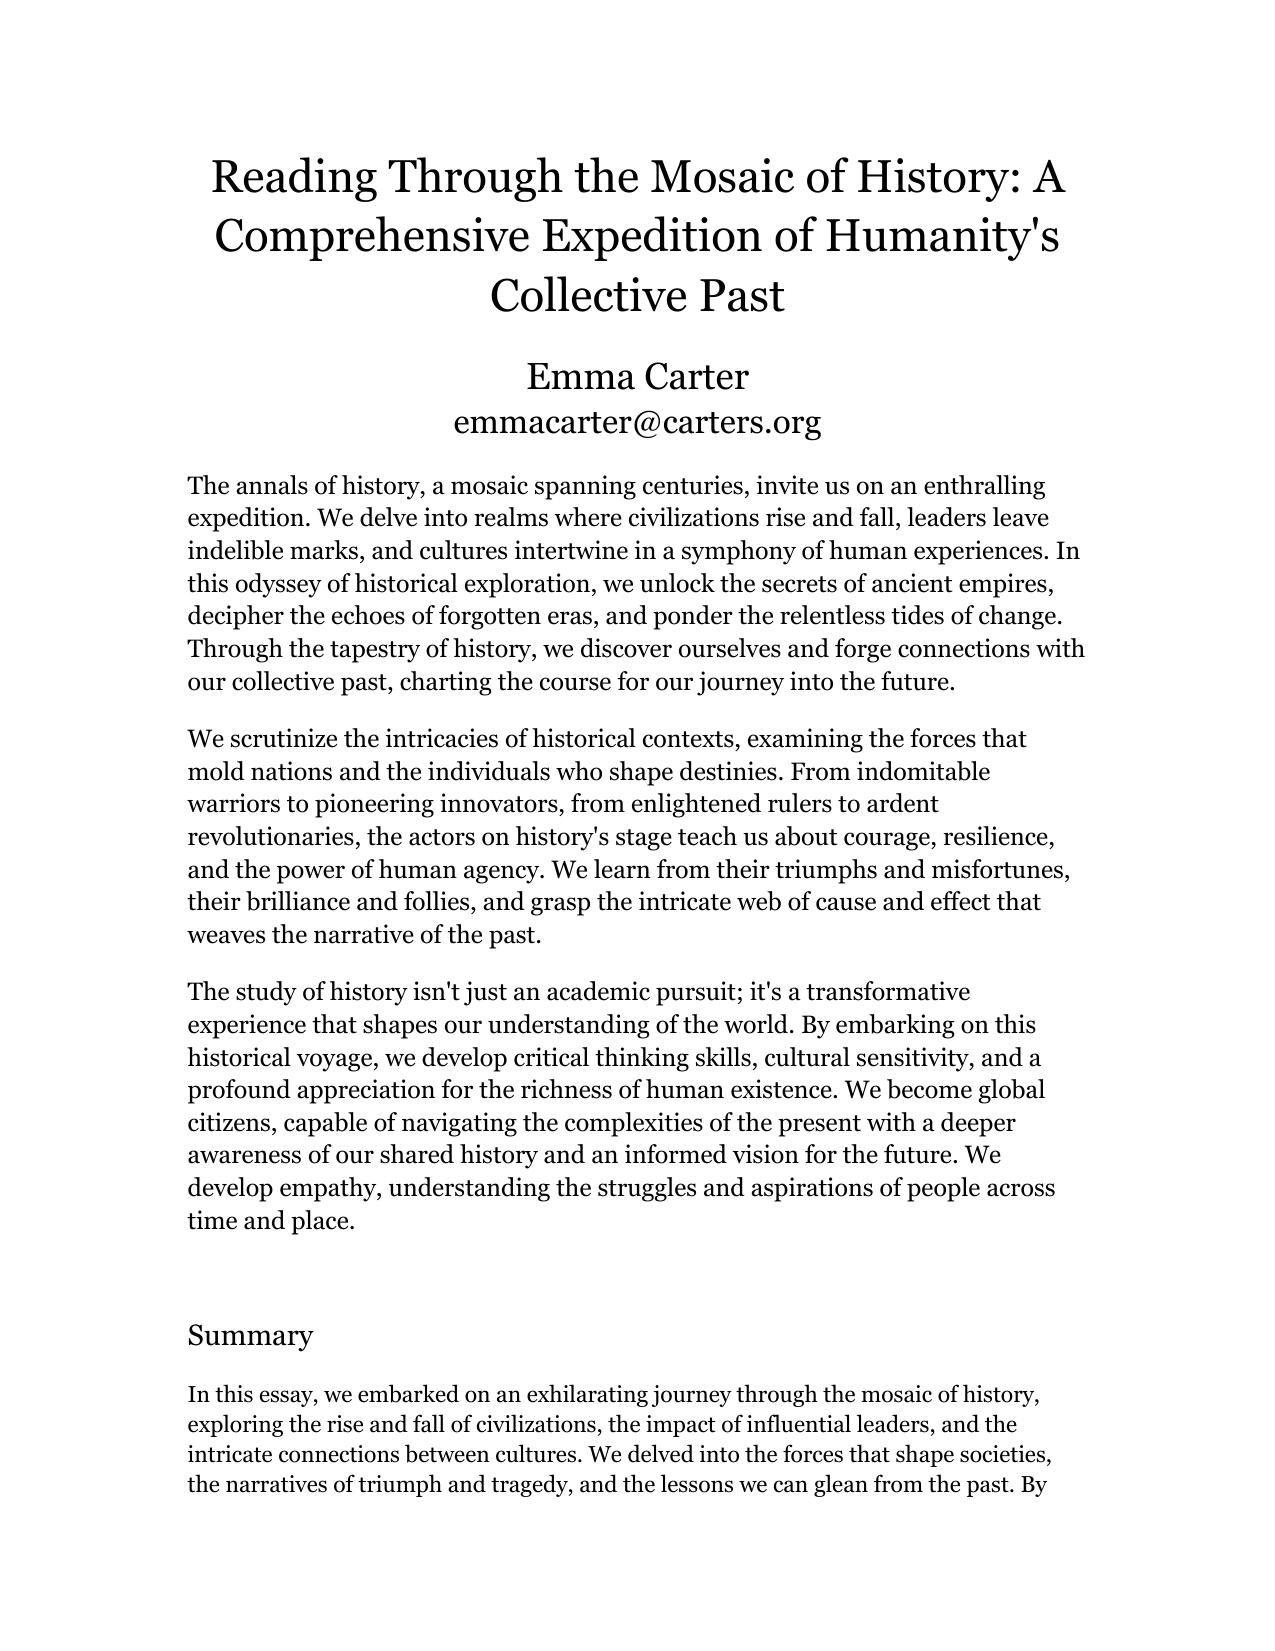 Reading Through the Mosaic of History: A
Comprehensive Expedition of Humanity's
Collective Past
Emma Carter
emmacarter@carters.org
The annals of history, a mosaic spanning centuries, invite us on an enthralling
expedition. We delve into realms where civilizations rise and fall, leaders leave
indelible marks, and cultures intertwine in a symphony of human experiences. In
this odyssey of historical exploration, we unlock the secrets of ancient empires,
decipher the echoes of forgotten eras, and ponder the relentless tides of change.
Through the tapestry of history, we discover ourselves and forge connections with
our collective past, charting the course for our journey into the future.
We scrutinize the intricacies of historical contexts, examining the forces that
mold nations and the individuals who shape destinies. From indomitable
warriors to pioneering innovators, from enlightened rulers to ardent
revolutionaries, the actors on history's stage teach us about courage, resilience,
and the power of human agency. We learn from their triumphs and misfortunes,
their brilliance and follies, and grasp the intricate web of cause and effect that
weaves the narrative of the past.
The study of history isn't just an academic pursuit; it's a transformative
experience that shapes our understanding of the world. By embarking on this
historical voyage, we develop critical thinking skills, cultural sensitivity, and a
profound appreciation for the richness of human existence. We become global
citizens, capable of navigating the complexities of the present with a deeper
awareness of our shared history and an informed vision for the future. We
develop empathy, understanding the struggles and aspirations of people across
time and place.
Summary
In this essay, we embarked on an exhilarating journey through the mosaic of history,
exploring the rise and fall of civilizations, the impact of influential leaders, and the
intricate connections between cultures. We delved into the forces that shape societies,
the narratives of triumph and tragedy, and the lessons we can glean from the past. By